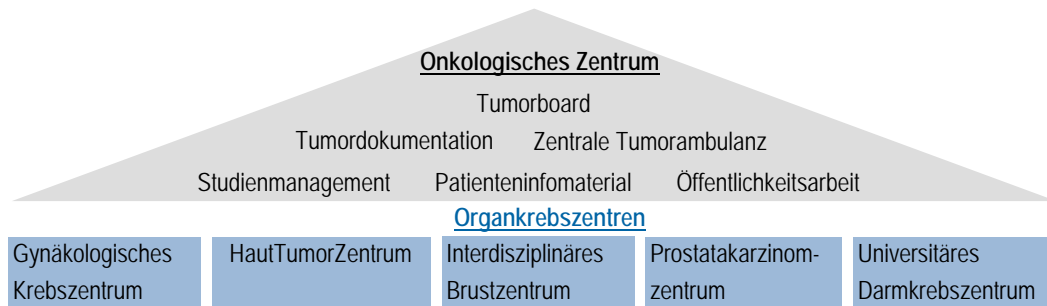 Onkologisches Zentrum
Tumorboard
Tumordokumentation Zentrale Tumorambulanz
Studienmanagement Patienteninfomaterial Öffentlichkeitsarbeit
Organkrebszentren
Gynäkologisches
Krebszentrum
HautTumorZentrum
Interdisziplinäres
Brustzentrum
Prostatakarzinom-
zentrum
Universitäres
Darmkrebszentrum